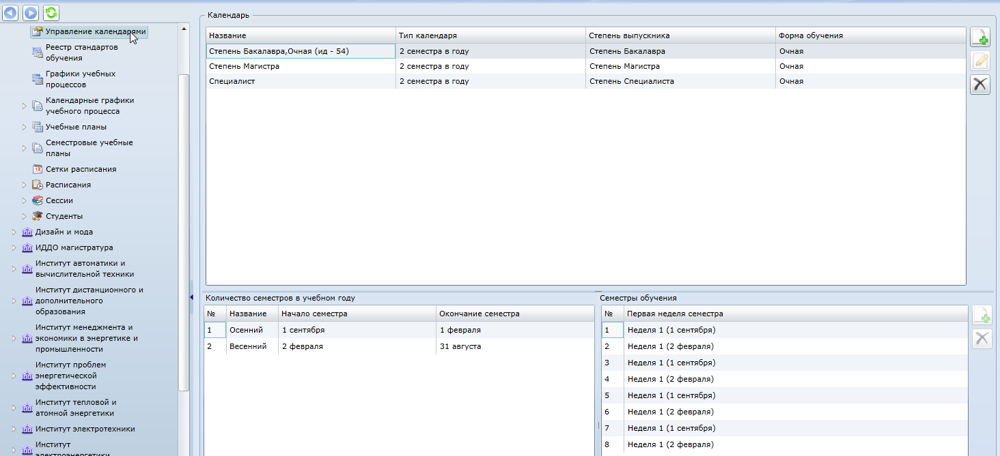 Управление календарями
Реестр стандартов
обучения
Графики учебных
процессов
Календарные графики
учебного процесса
Учебные планы
Семестровые учебные
планы
12
Сетки расписания
Расписания
Сессии
Студенты
Дизайн и мода
ИДДО магистратура
Институт автоматики и
вычислительной техники
Институт дистанционного и
дополнительного
образования
Институт менеджмента и
экономики в энергетике и
промышленности
Институт проблем
энергетической
эффективности
Институт тепловой и
атомной энергетики
Институт электротехники
Институт
электроэнергетики
Календарь
Название Тип календаря Степень выпускника Форма обучения
Степень Бакалавра,Очная (ид - 54) 2 семестра в году Степень Бакалавра Очная
Степень Магистра 2 семестра в году Степень Магистра Очная
Специалист 2 семестра в году Степень Специалиста Очная
Количество семестров в учебном году
№ Название Начало семестра Окончание семестра
1 Осенний 1 сентября 1 февраля
2 Весенний 2 февраля 31 августа
Семестры обучения
№ Первая неделя семестра
1 Неделя 1 (1 сентября)
2 Неделя 1 (2 февраля)
3 Неделя 1 (1 сентября)
4 Неделя 1 (2 февраля)
5 Неделя 1 (1 сентября)
6 Неделя 1 (2 февраля)
7 Неделя 1 (1 сентября)
8 Неделя 1 (2 февраля)